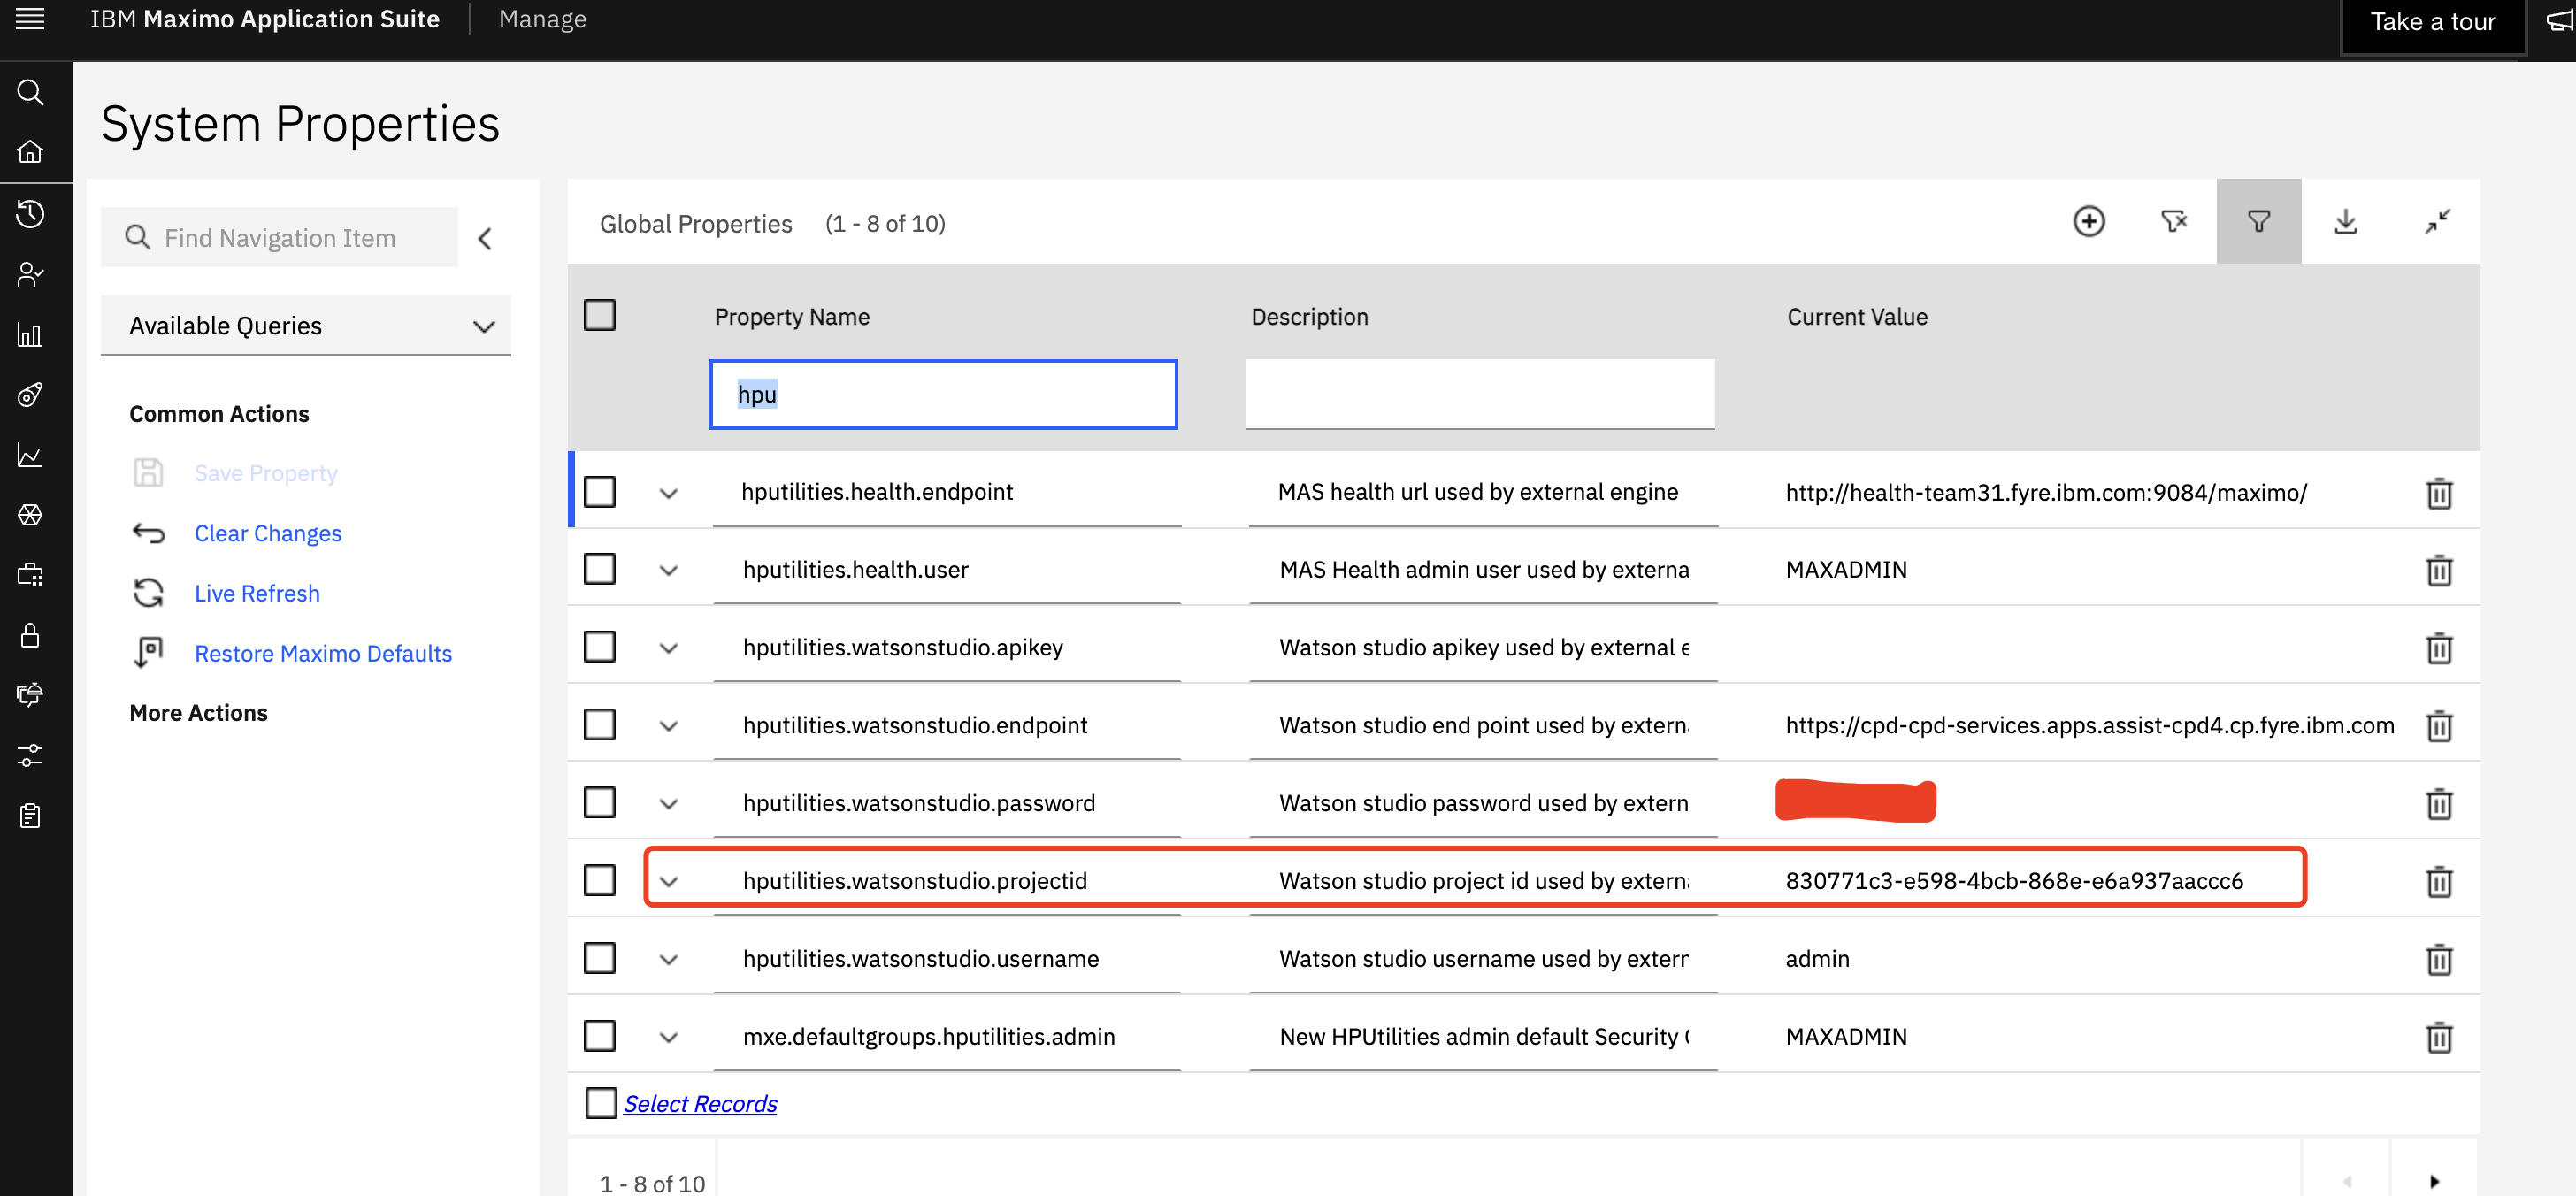 IBM Maximo Application Suite Manage Take a tour
System Properties
Find Navigation Item
Available Queries
Common Actions
Save Property
Clear Changes
Live Refresh
Restore Maximo Defaults
More Actions
Global Properties (1 - 8 of 10)
Property Name Description Current Value
hpu
hputilities.health.endpoint MAS health url used by external engine http://health-team31.fyre.ibm.com:9084/maximo/
hputilities.health.user MAS Health admin user used by externa MAXADMIN
hputilities.watsonstudio.apikey Watson studio apikey used by external e
hputilities.watsonstudio.endpoint Watson studio end point used by extern https://cpd-cpd-services.apps.assist-cpd4.cp.fyre.ibm.com
hputilities.watsonstudio.password Watson studio password used by extern
hputilities.watsonstudio.projectid Watson studio project id used by extern 830771c3-e598-4bcb-868e-e6a937aaccc6
hputilities.watsonstudio.username Watson studio username used by extern admin
mxe.defaultgroups.hputilities.admin New HPUtilities admin default Security MAXADMIN
Select Records
1 - 8 of 10